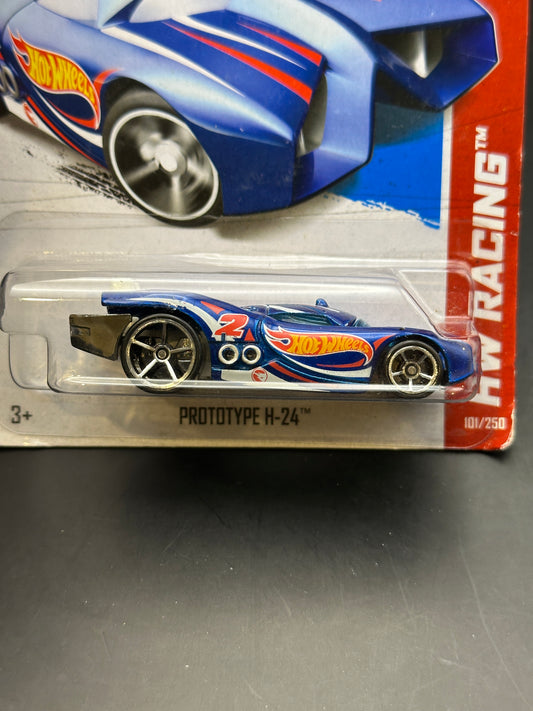 HOT WHEELS
HW RACING™
2
HOT WHEELS
3+
PROTOTYPE H-24™
101/250